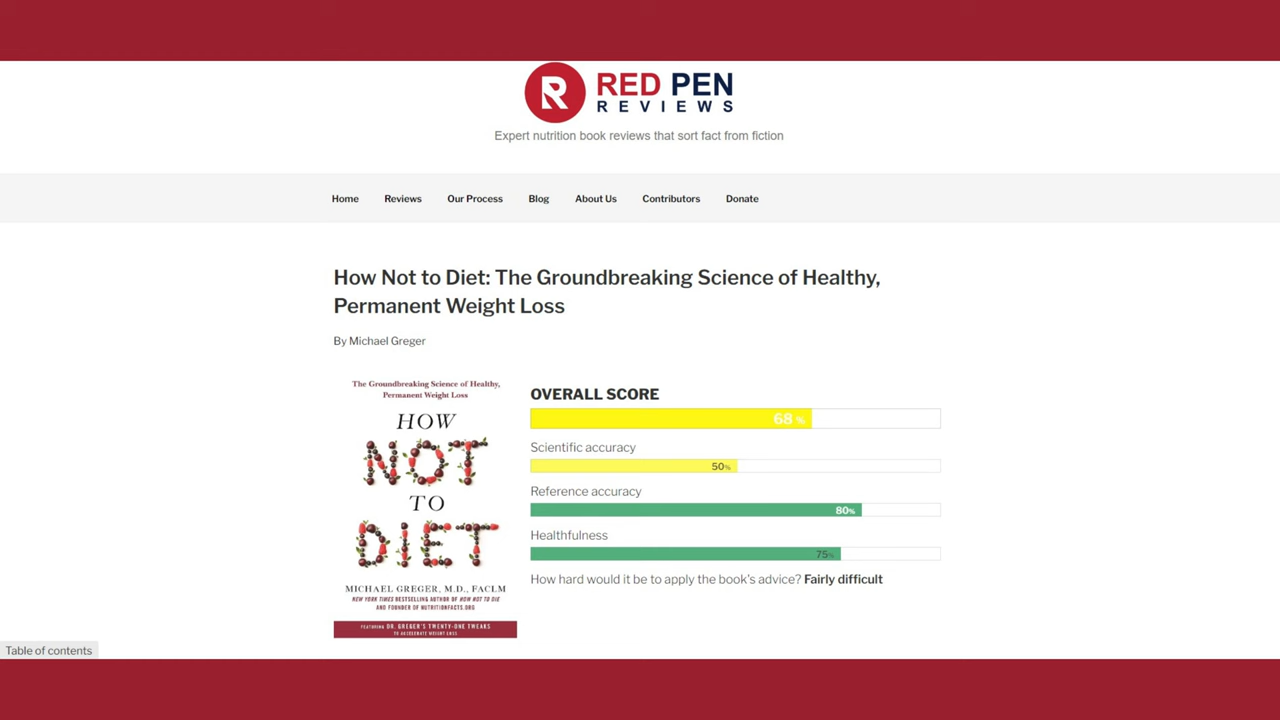 R
RED PEN
REVIEWS
Expert nutrition book reviews that sort fact from fiction
Home Reviews Our Process Blog About Us Contributors Donate
How Not to Diet: The Groundbreaking Science of Healthy,
Permanent Weight Loss
By Michael Greger
The Groundbreaking Science of Healthy,
Permanent Weight Loss
HOW
NOT
TO
DIET
MICHAEL GREGER, M.D., FACLM
NEW YORK TIMES BESTSELLING AUTHOR OF HOW NOT TO DIE
AND FOUNDER OF NUTRITIONFACTS.ORG
FEATURING DR. GREGER'S TWENTY-ONE TWEAKS
TO ACCELERATE WEIGHT LOSS
OVERALL SCORE
68 %
Scientific accuracy
50%
Reference accuracy
80%
Healthfulness
75%
How hard would it be to apply the book's advice? Fairly difficult
Table of contents